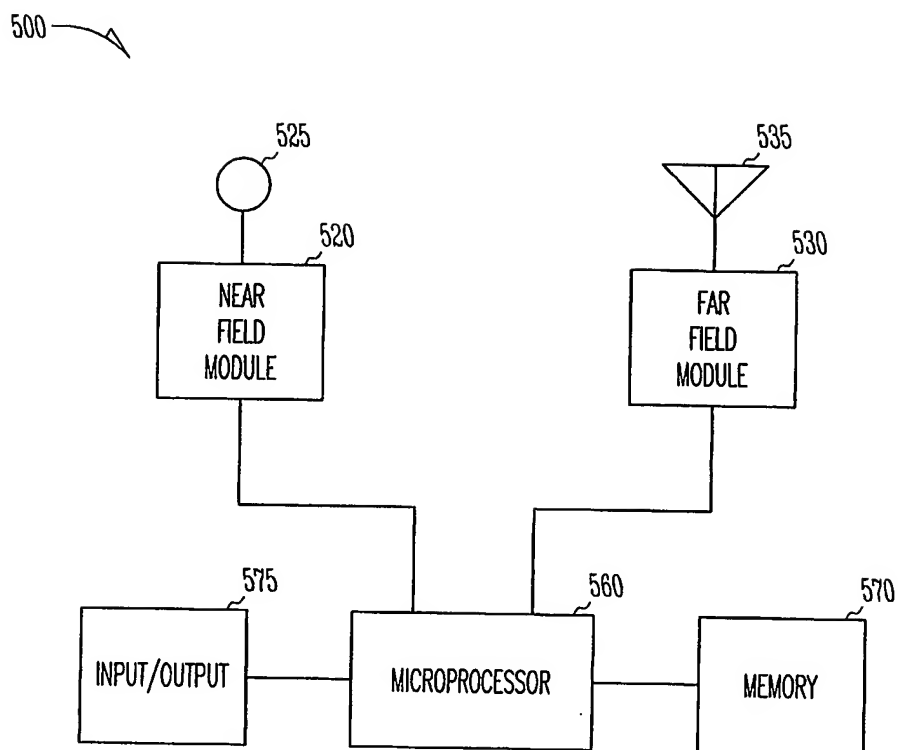 500
525
535
520
530
NEAR
FIELD
MODULE
FAR
FIELD
MODULE
575
560
570
INPUT/OUTPUT
MICROPROCESSOR
MEMORY